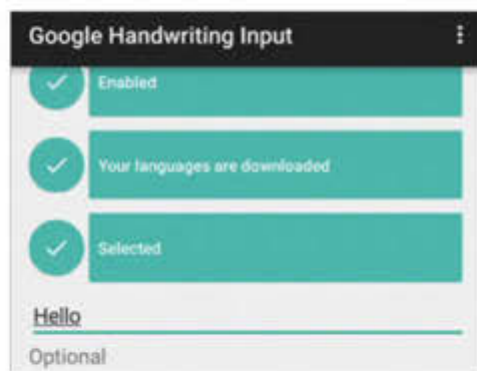 Google Handwriting Input
Enabled
Your languages are downloaded
Selected
Hello
Optional